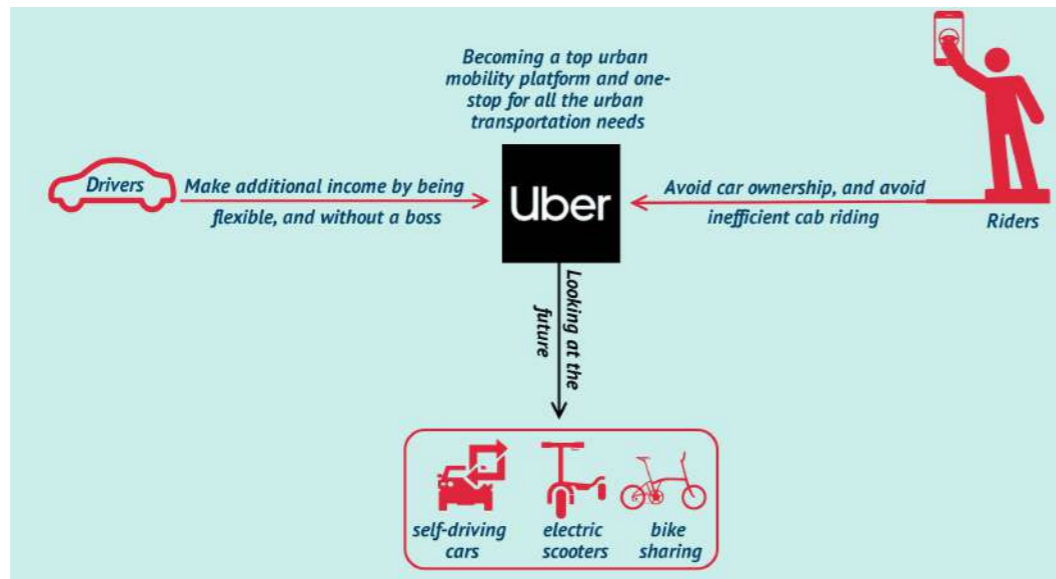 Becoming a top urban
mobility platform and one-
stop for all the urban
transportation needs
Drivers
Make additional income by being
flexible, and without a boss
Uber
Avoid car ownership, and avoid
inefficient cab riding
Riders
Looking at the
future
self-driving
cars
electric
scooters
bike
sharing